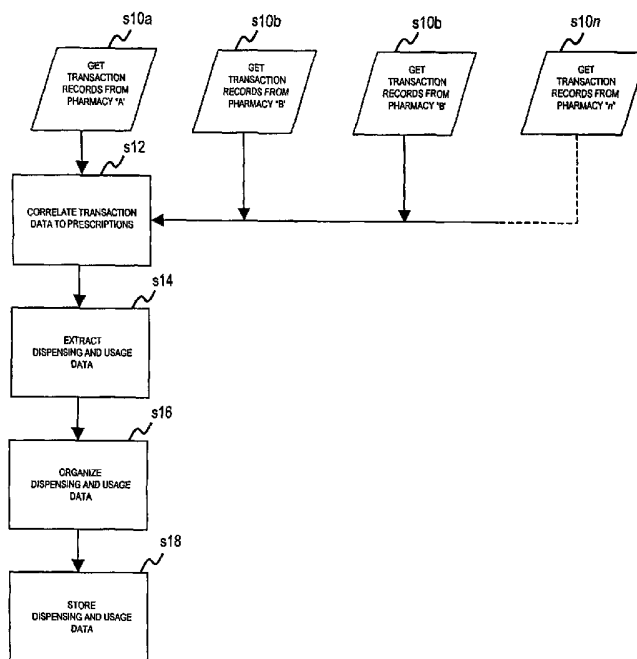 s10a
s10b
s10b
s10n
GET
TRANSACTION
RECORDS FROM
PHARMACY "A"
GET
TRANSACTION
RECORDS FROM
PHARMACY 'B'
GET
TRANSACTION
RECORDS FROM
PHARMACY 'B'
GET
TRANSACTION
RECORDS FROM
PHARMACY "n"
s12
CORRELATE TRANSACTION
DATA TO PRESCRIPTIONS
s14
EXTRACT
DISPENSING AND USAGE
DATA
s16
ORGANIZE
DISPENSING AND USAGE
DATA
s18
STORE
DISPENSING AND USAGE
DATA